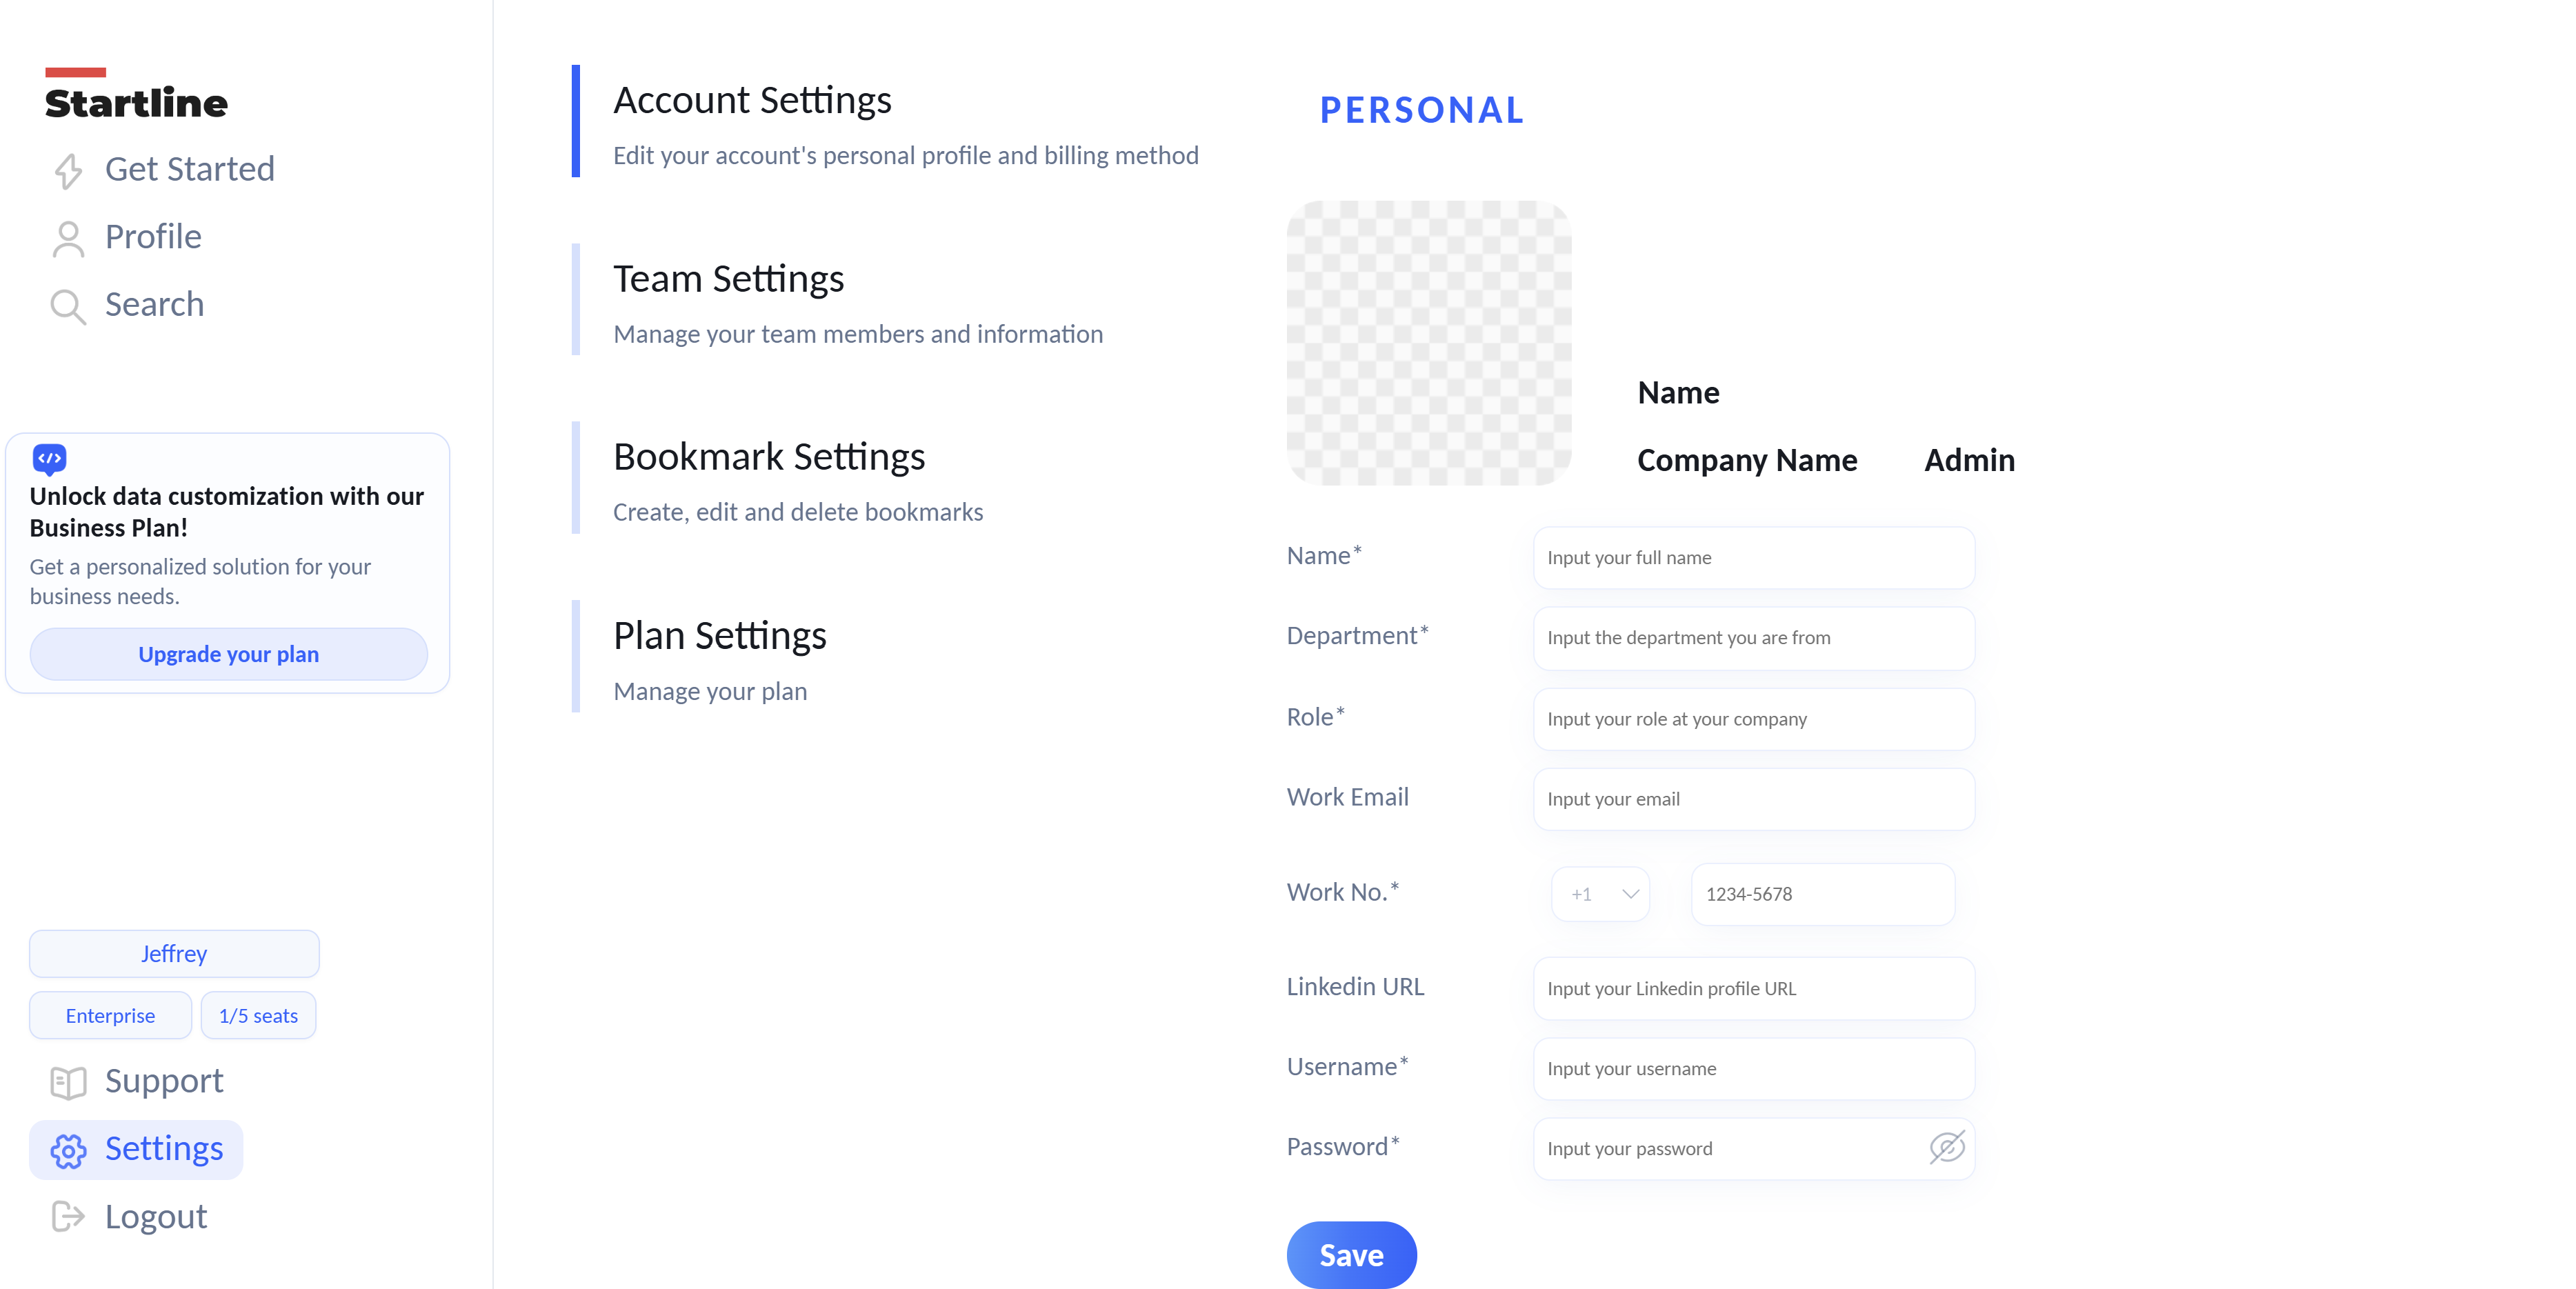 Startline
Get Started
Profile
Search
Unlock data customization with our
Business Plan!
Get a personalized solution for your
business needs.
Upgrade your plan
Jeffrey
Enterprise
1/5 seats
Support
Settings
Logout
Account Settings
Edit your account's personal profile and billing method
Team Settings
Manage your team members and information
Bookmark Settings
Create, edit and delete bookmarks
Plan Settings
Manage your plan
PERSONAL
Name
Company Name Admin
Name* Input your full name
Department* Input the department you are from
Role* Input your role at your company
Work Email Input your email
Work No.* +1 1234-5678
Linkedin URL Input your Linkedin profile URL
Username* Input your username
Password* Input your password
Save